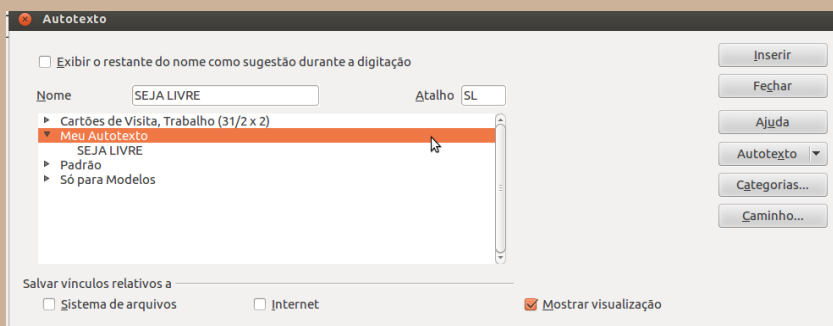 Autotexto
Exibir o restante do nome como sugestão durante a digitação
Nome SEJA LIVRE Atalho SL
Cartões de Visita, Trabalho (31/2 x 2)
Meu Autotexto
SEJA LIVRE
Padrão
Só para Modelos
Inserir
Fechar
Ajuda
Autotexto
Categorias...
Caminho...
Salvar vínculos relativos a
Sistema de arquivos Internet Mostrar visualização